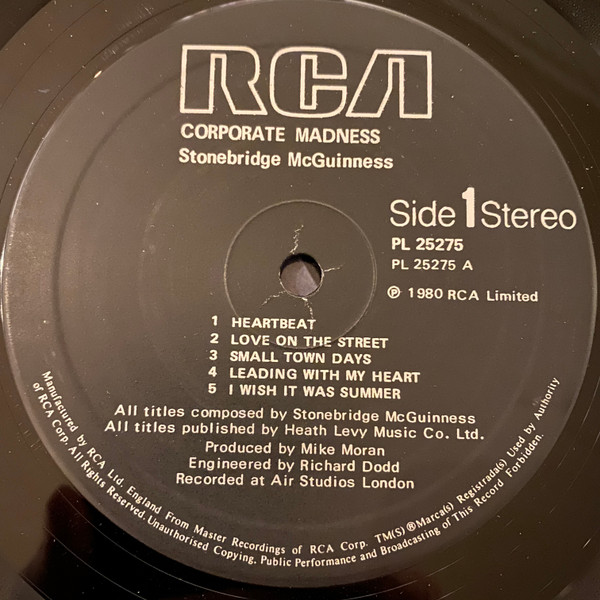 RCA
CORPORATE MADNESS
Stonebridge McGuinness
Side 1 Stereo
PL 25275
PL 25275 A
℗ 1980 RCA Limited
1 HEARTBEAT
2 LOVE ON THE STREET
3 SMALL TOWN DAYS
4 LEADING WITH MY HEART
5 I WISH IT WAS SUMMER
All titles composed by Stonebridge McGuinness
All titles published by Heath Levy Music Co. Ltd.
Produced by Mike Moran
Engineered by Richard Dodd
Recorded at Air Studios London
Manufactured by RCA Ltd. England From Master Recordings of RCA Corp. TM(S) ® Marca(s) Registrada(s) Used by Authority
of RCA Corp. All Rights Reserved. Unauthorised Copying, Public Performance and Broadcasting of This Record Forbidden.